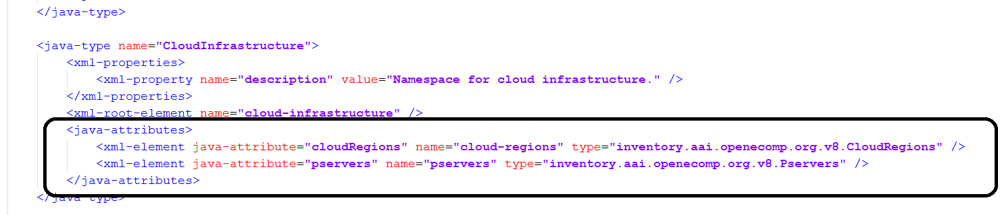 </java-type>
<java-type name="CloudInfrastructure">
<xml-properties>
<xml-property name="description" value="Namespace for cloud infrastructure." />
</xml-properties>
<xml-root-element name="cloud-infrastructure" />
<java-attributes>
<xml-element java-attribute="cloudRegions" name="cloud-regions" type="inventory.aai.openecomp.org.v8.CloudRegions" />
<xml-element java-attribute="pservers" name="pservers" type="inventory.aai.openecomp.org.v8.Pservers" />
</java-attributes>
</java-type>